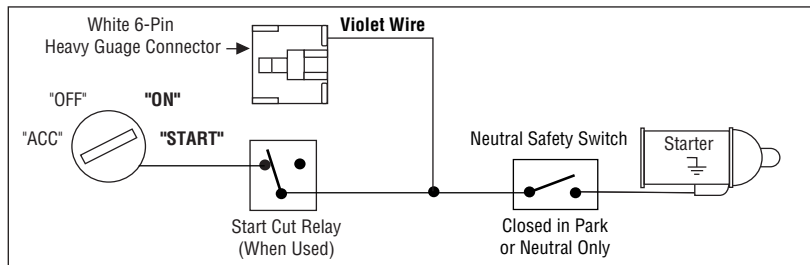 White 6-Pin
Heavy Guage Connector
Violet Wire
"OFF"
"ON"
"ACC"
"START"
Start Cut Relay
(When Used)
Neutral Safety Switch
Closed in Park
or Neutral Only
Starter